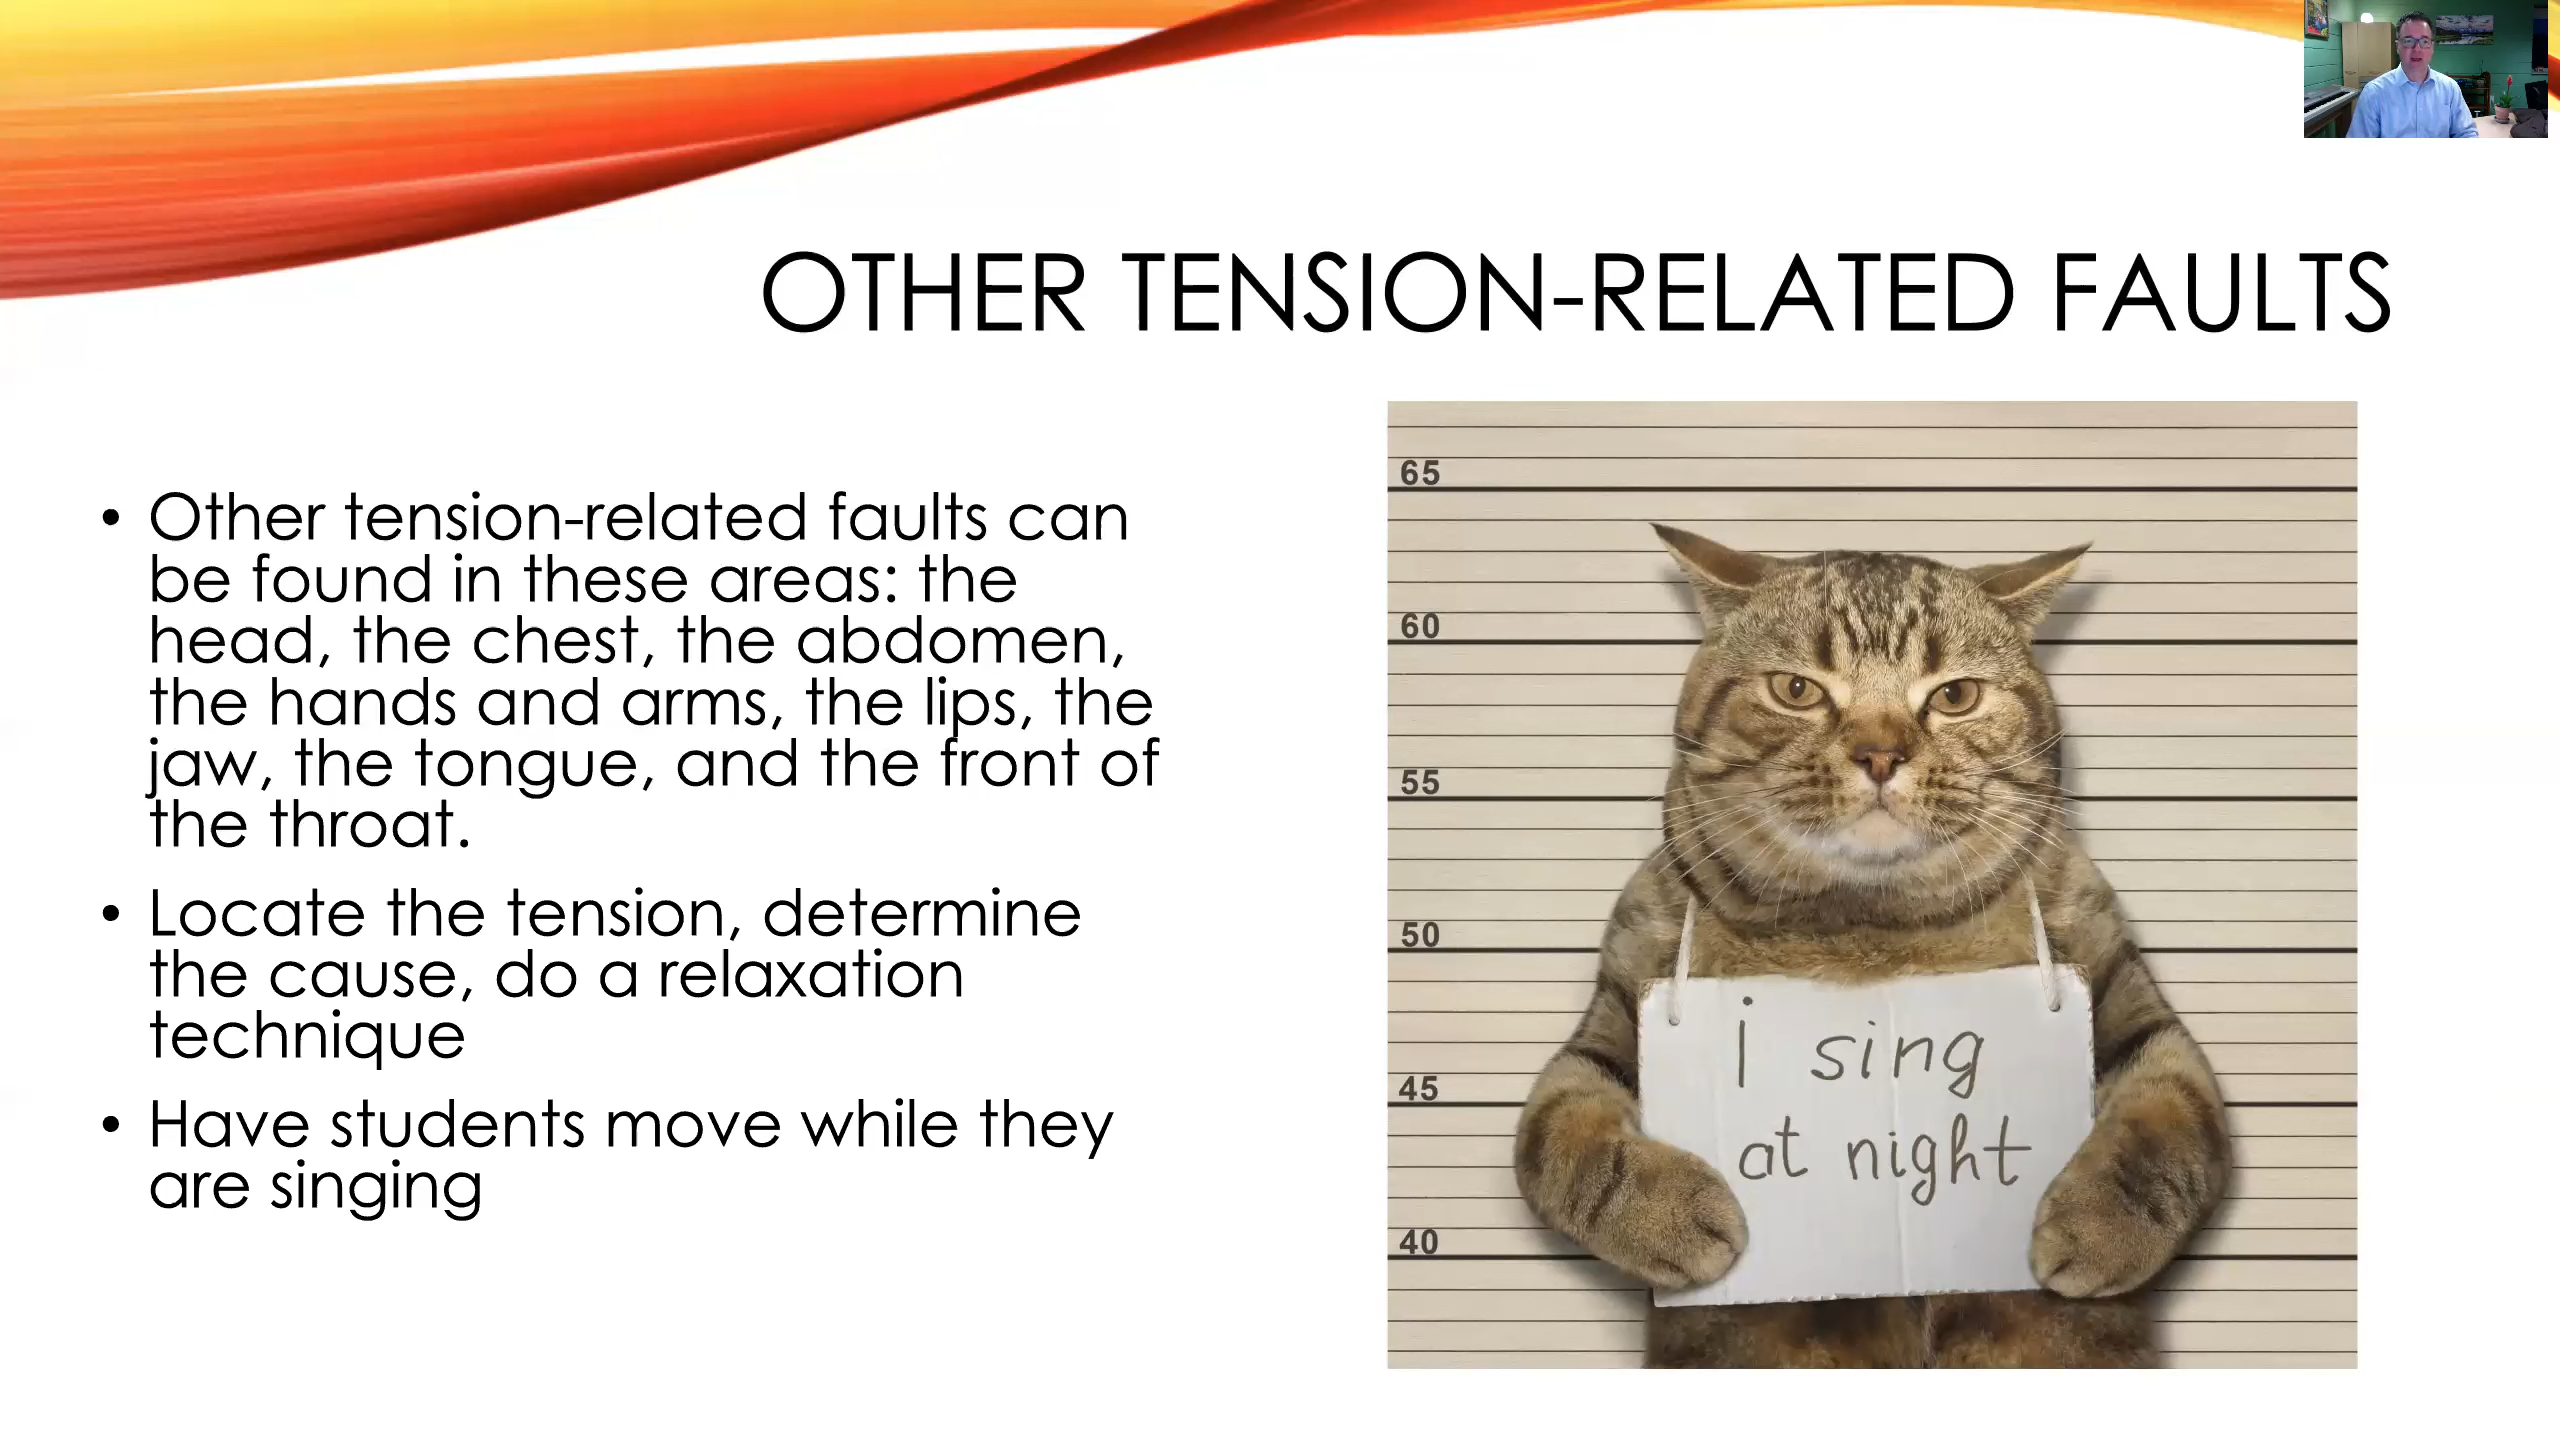 OTHER TENSION-RELATED FAULTS
• Other tension-related faults can
be found in these areas: the
head, the chest, the abdomen,
the hands and arms, the lips, the
jaw, the tongue, and the front of
the throat.
• Locate the tension, determine
the cause, do a relaxation
technique
• Have students move while they
are singing
65
60
55
50
45
40
i sing
at night